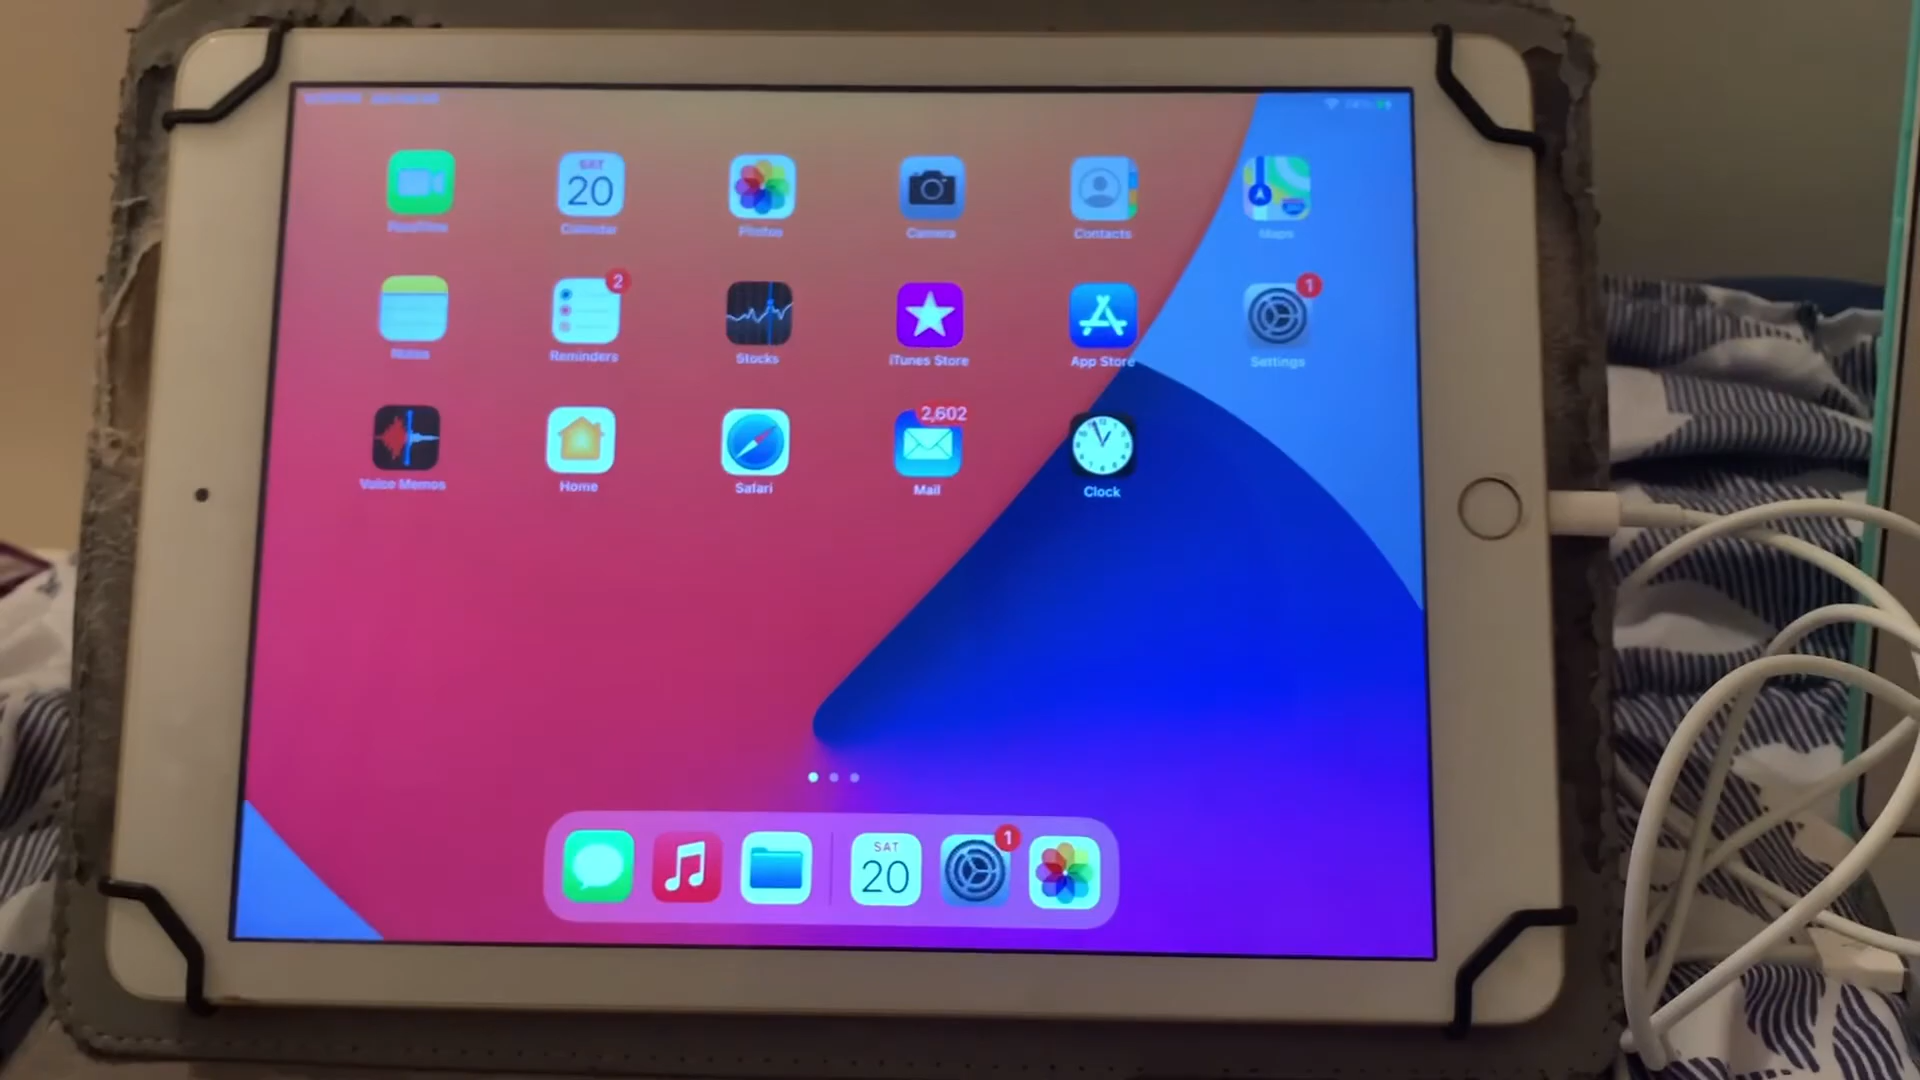 FaceTime
SAT
20
Calendar
Photos
Camera
Contacts
Maps
Notes
2
Reminders
Stocks
iTunes Store
App Store
1
Settings
Voice Memos
Home
Safari
2,602
Mail
Clock
SAT
20
1